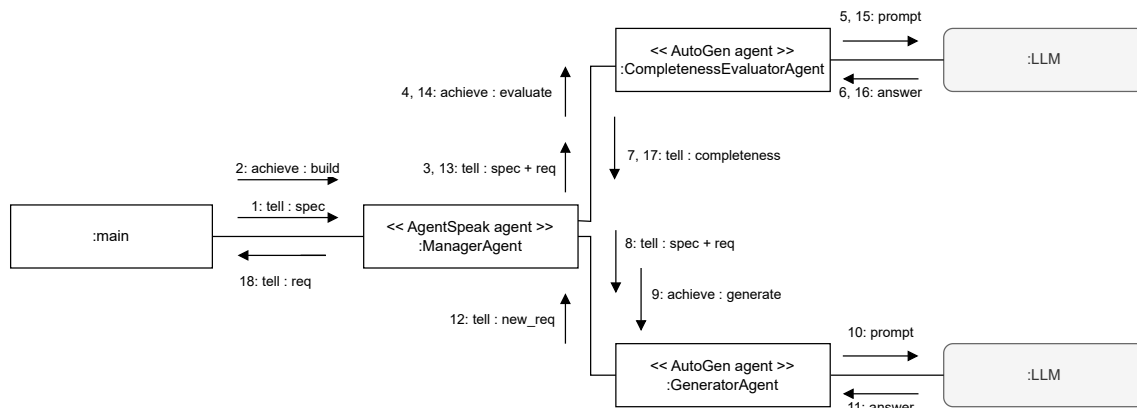 5, 15: prompt
<< AutoGen agent >>
:CompletenessEvaluatorAgent
:LLM
6, 16: answer
4, 14: achieve : evaluate
7, 17: tell : completeness
3, 13: tell : spec + req
2: achieve : build
1: tell : spec
:main
<< AgentSpeak agent >>
:ManagerAgent
18: tell : req
8: tell : spec + req
9: achieve : generate
12: tell : new_req
10: prompt
<< AutoGen agent >>
:GeneratorAgent
:LLM
11: answer